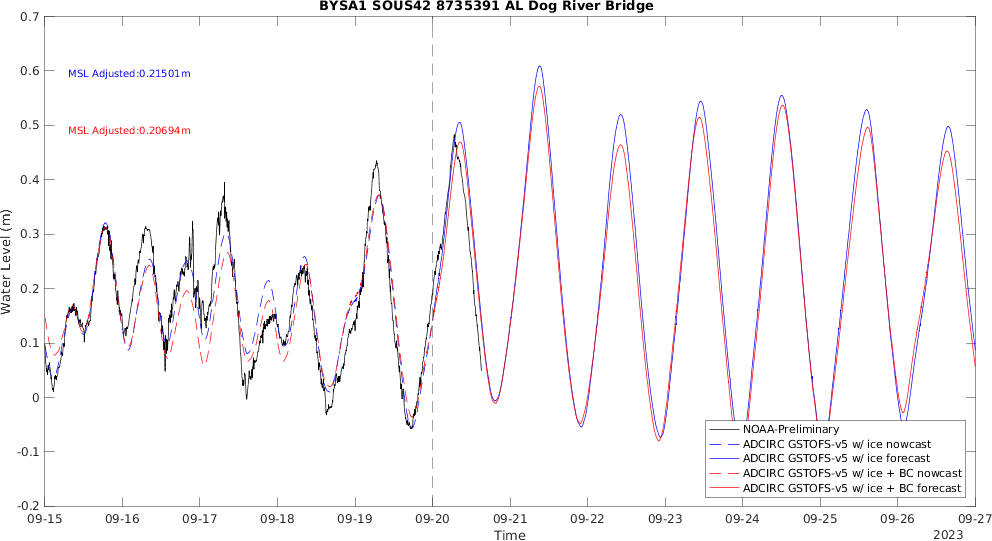 BYSA1 SOUS42 8735391 AL Dog River Bridge
0.7
0.6
0.5
0.4
0.3
0.2
0.1
0
-0.1
-0.2
Water Level (m)
MSL Adjusted:0.21501m
MSL Adjusted:0.20694m
NOAA-Preliminary
ADCIRC GSTOFS-v5 w/ ice nowcast
ADCIRC GSTOFS-v5 w/ ice forecast
ADCIRC GSTOFS-v5 w/ ice + BC nowcast
ADCIRC GSTOFS-v5 w/ ice + BC forecast
09-15 09-16 09-17 09-18 09-19 09-20 09-21 09-22 09-23 09-24 09-25 09-26 09-27
Time
2023